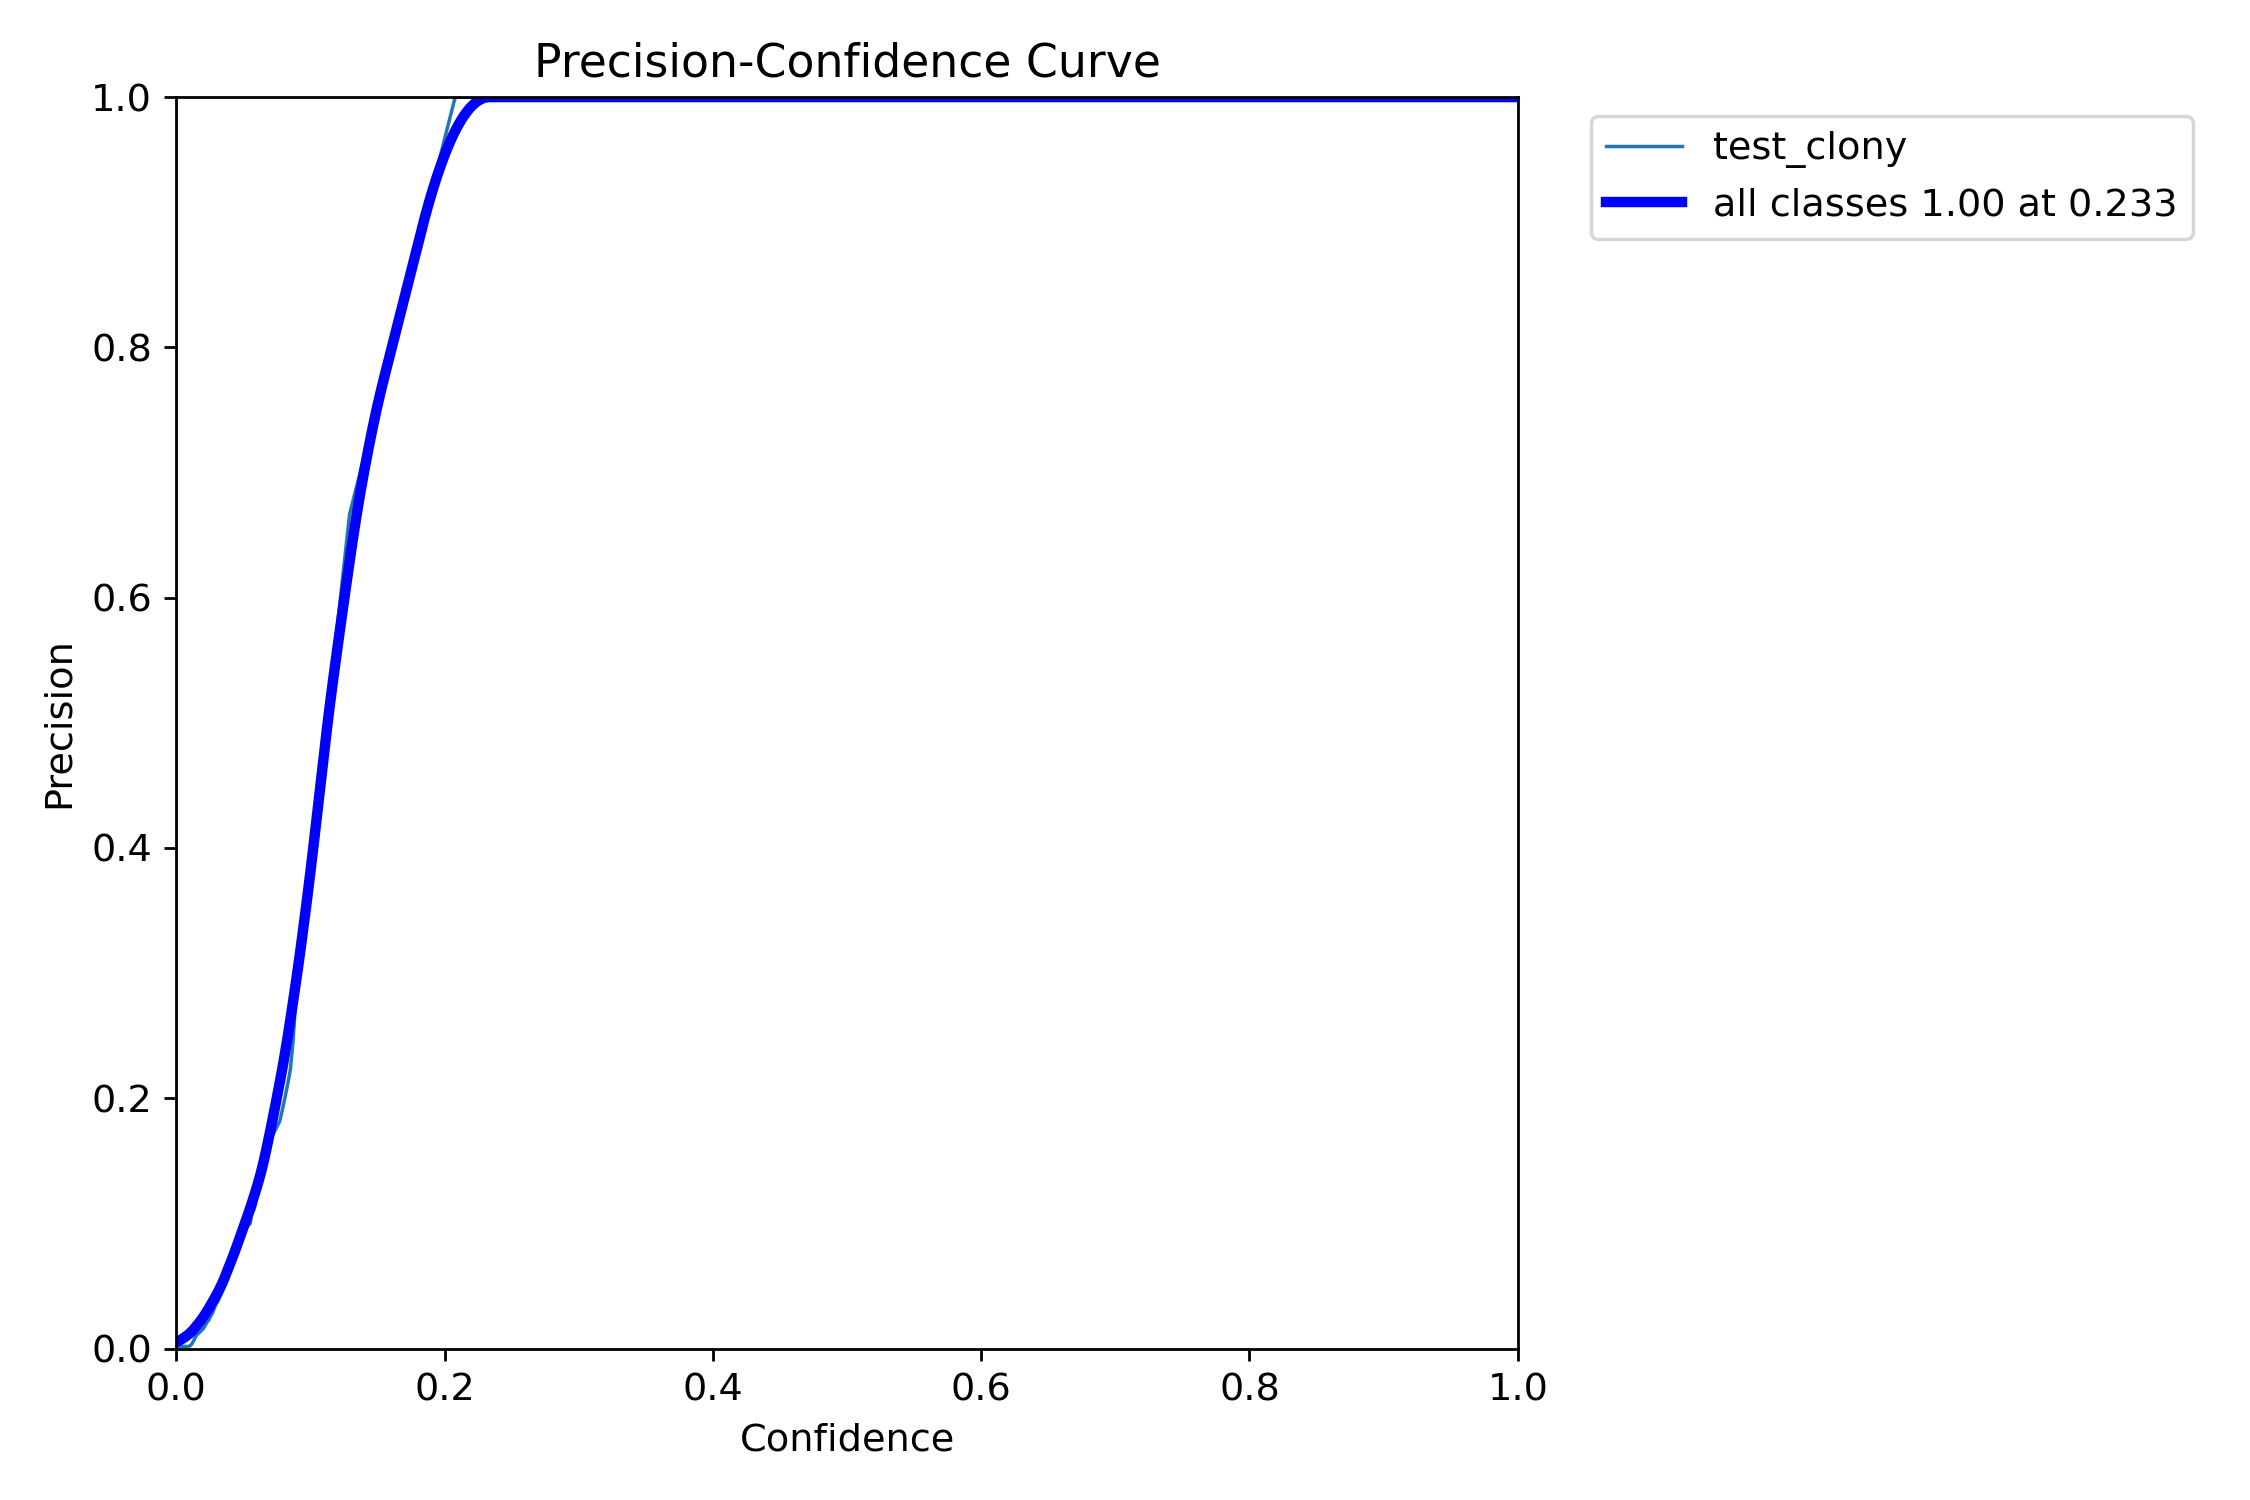 Precision-Confidence Curve
1.0
0.8
0.6
0.4
0.2
0.0
Precision
0.0 0.2 0.4 0.6 0.8 1.0
Confidence
test_clony
all classes 1.00 at 0.233